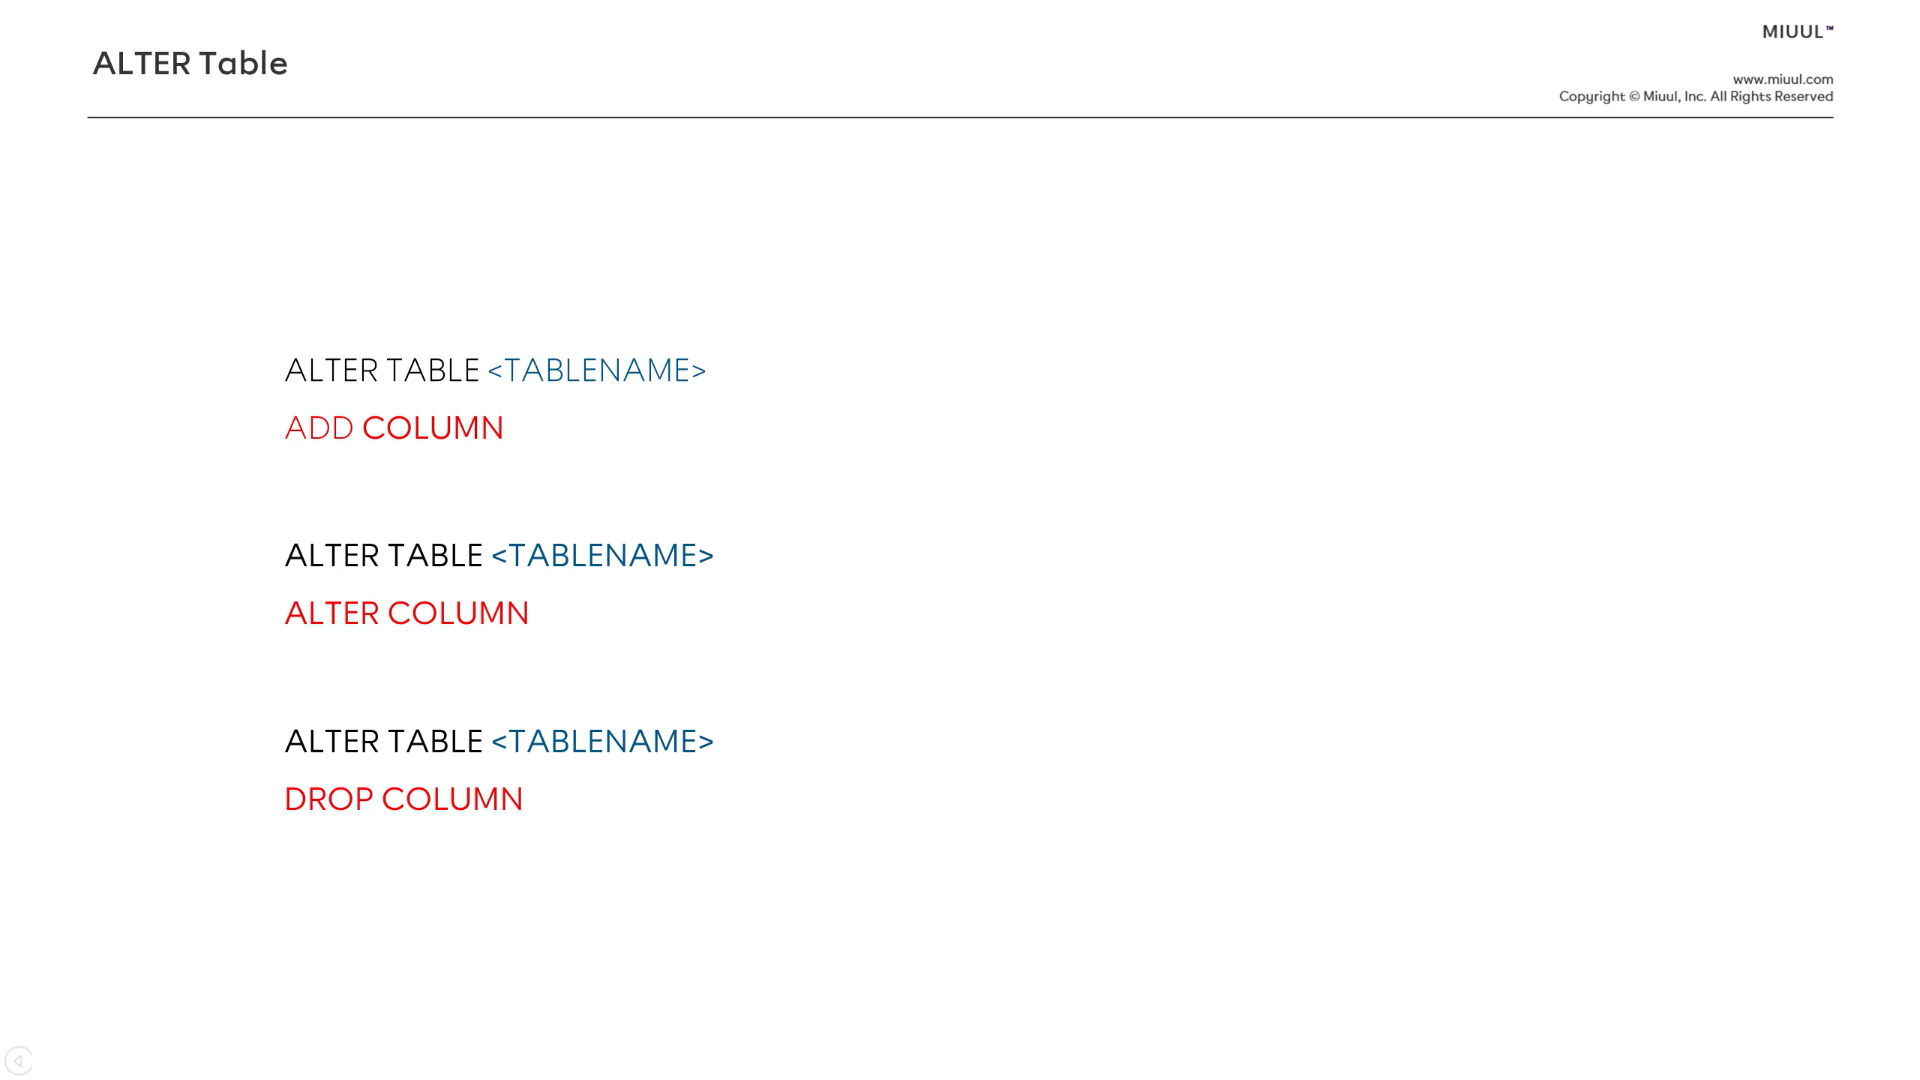 ALTER Table
MIUUL™
www.miuul.com
Copyright © Miuul, Inc. All Rights Reserved
ALTER TABLE <TABLENAME>
ADD COLUMN
ALTER TABLE <TABLENAME>
ALTER COLUMN
ALTER TABLE <TABLENAME>
DROP COLUMN